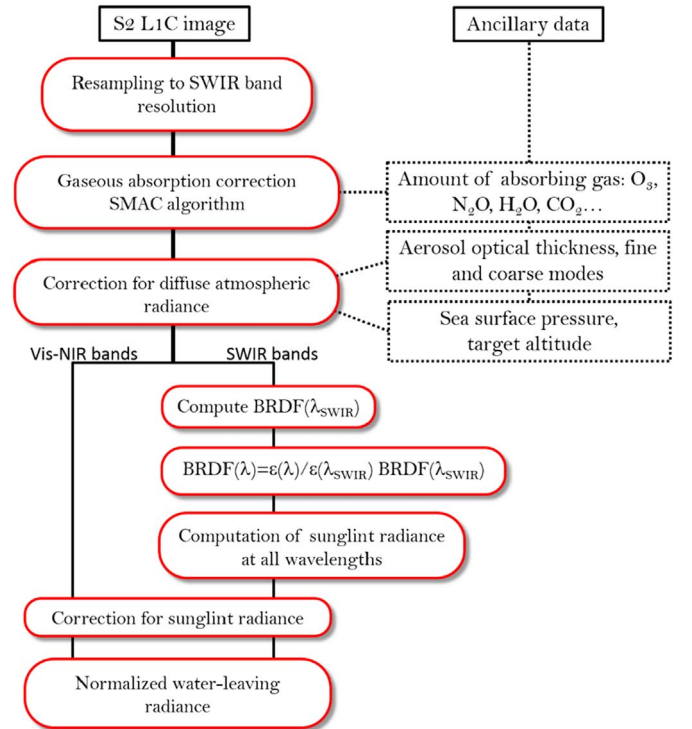 S2 L1C image
Ancillary data
Resampling to SWIR band
resolution
Gaseous absorption correction
SMAC algorithm
Amount of absorbing gas: O₃,
N₂O, H₂O, CO₂...
Correction for diffuse atmospheric
radiance
Aerosol optical thickness, fine
and coarse modes
Sea surface pressure,
target altitude
Vis-NIR bands
SWIR bands
Compute BRDF(λSWIR)
BRDF(λ)=ε(λ)/ε(λSWIR) BRDF(λSWIR)
Computation of sunglint radiance
at all wavelengths
Correction for sunglint radiance
Normalized water-leaving
radiance